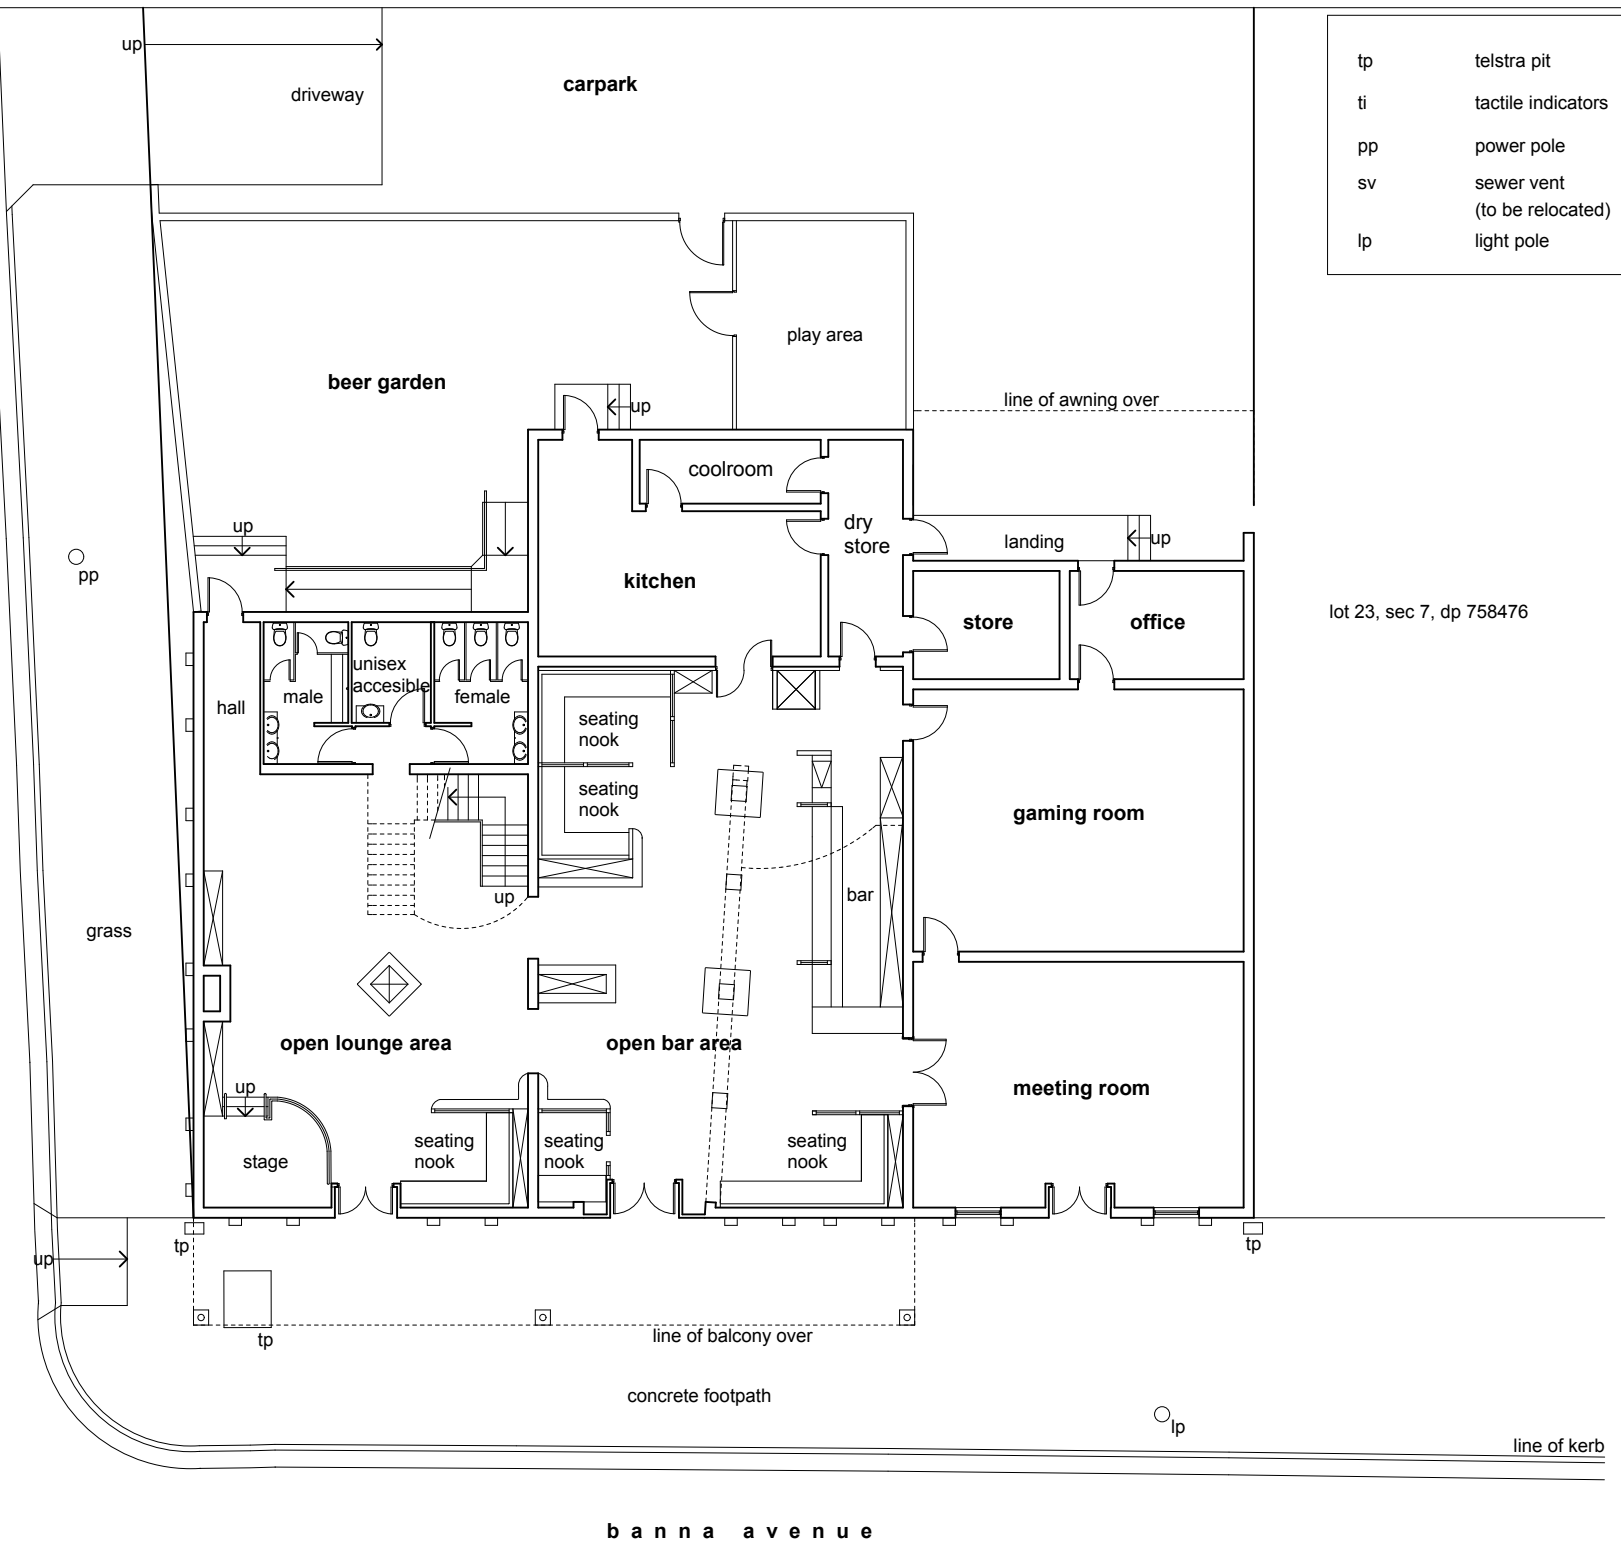 up
driveway
carpark
tp telstra pit
ti tactile indicators
pp power pole
sv sewer vent
(to be relocated)
lp light pole
play area
beer garden
up
line of awning over
coolroom
dry
store
up
landing
up
pp
kitchen
store
office
lot 23, sec 7, dp 758476
hall
male
unisex
accesible
female
seating
nook
seating
nook
gaming room
bar
up
grass
open lounge area
open bar area
meeting room
up
stage
seating
nook
seating
nook
seating
nook
tp
up
tp
tp
line of balcony over
concrete footpath
lp
line of kerb
banna avenue